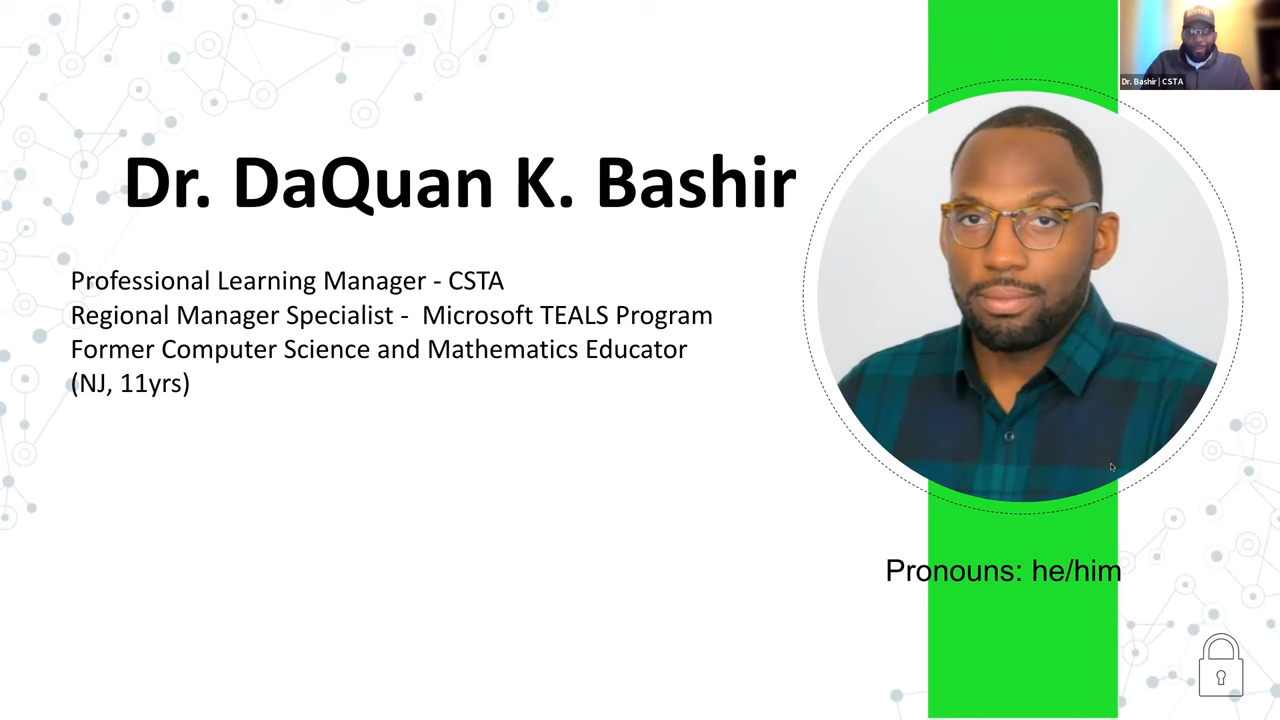 Dr. Bashir | CSTA
Dr. DaQuan K. Bashir
Professional Learning Manager - CSTA
Regional Manager Specialist -  Microsoft TEALS Program
Former Computer Science and Mathematics Educator
(NJ, 11yrs)
Pronouns: he/him